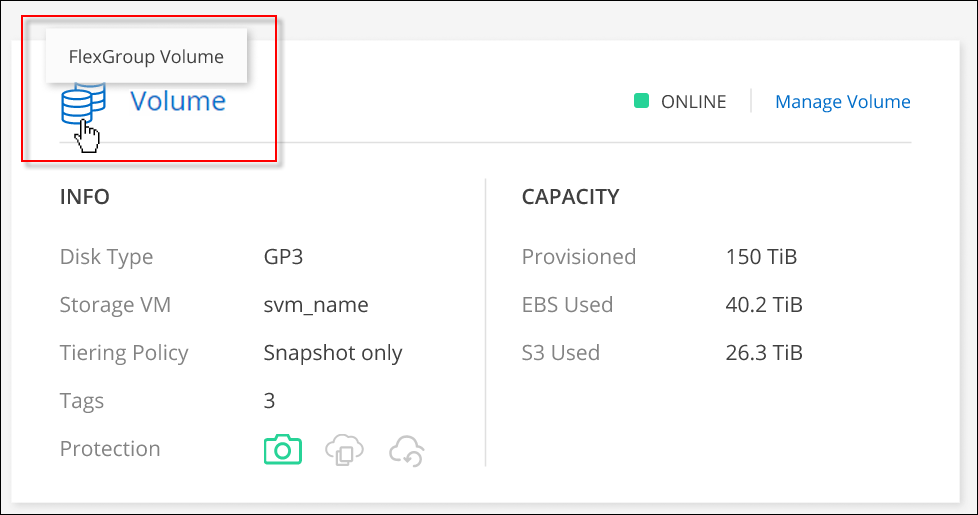 FlexGroup Volume
Volume
ONLINE
Manage Volume
INFO
Disk Type GP3
Storage VM svm_name
Tiering Policy Snapshot only
Tags 3
Protection
CAPACITY
Provisioned 150 TiB
EBS Used 40.2 TiB
S3 Used 26.3 TiB